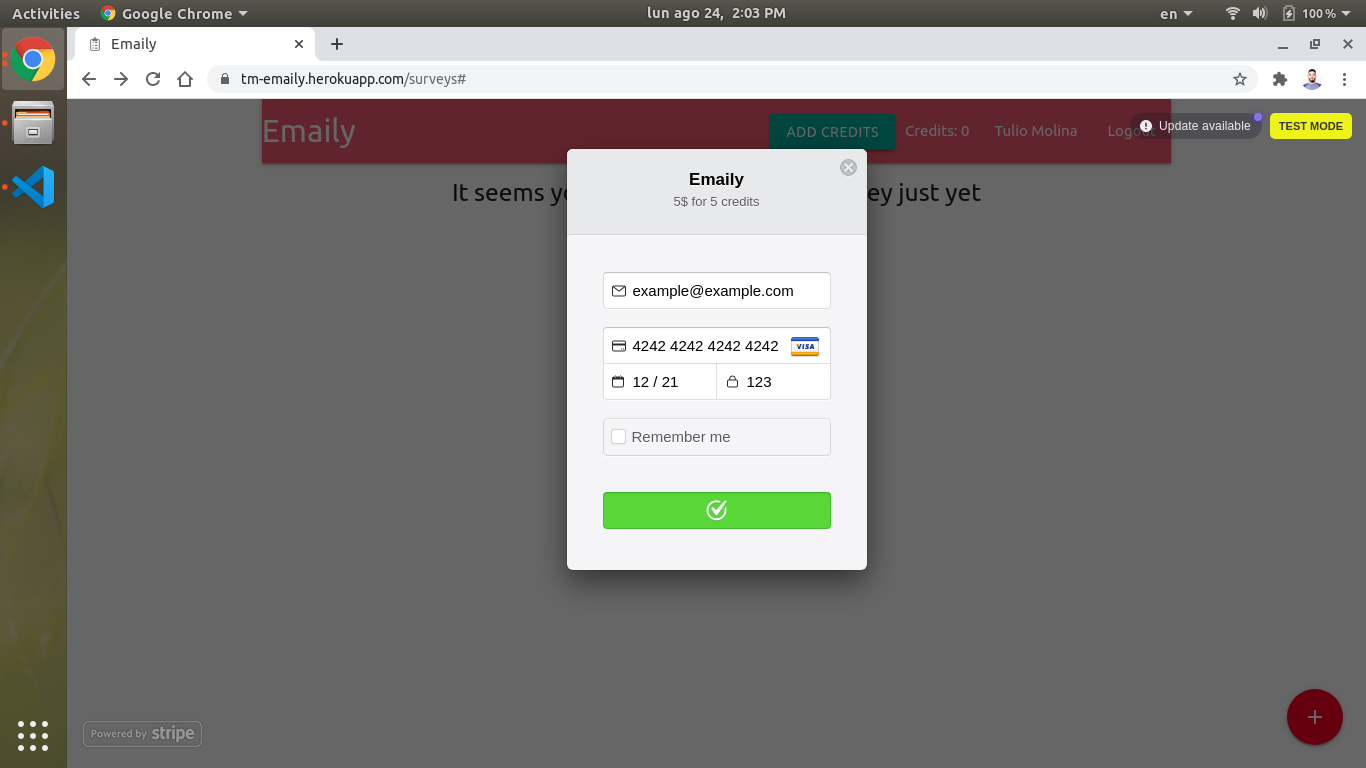 Activities Google Chrome lun ago 24, 2:03 PM en 100 %
Emaily
tm-emaily.herokuapp.com/surveys#
Emaily ADD CREDITS Credits: 0 Tulio Molina Logout
Update available TEST MODE
It seems ey just yet
Emaily
5$ for 5 credits
example@example.com
4242 4242 4242 4242 VISA
12 / 21 123
Remember me
Powered by stripe